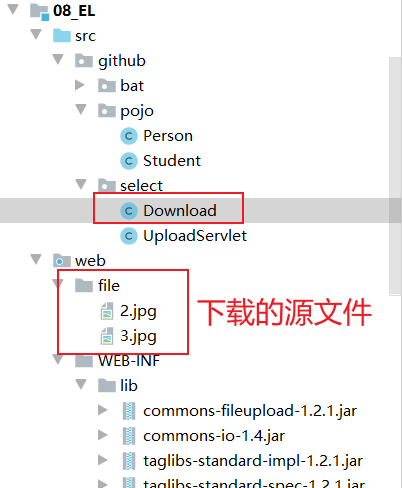 08_EL
src
github
bat
pojo
Person
Student
select
Download
UploadServlet
web
file
2.jpg
3.jpg
下载的源文件
WEB-INF
lib
commons-fileupload-1.2.1.jar
commons-io-1.4.jar
taglibs-standard-impl-1.2.1.jar
taglibs-standard-spec-1.2.1.jar